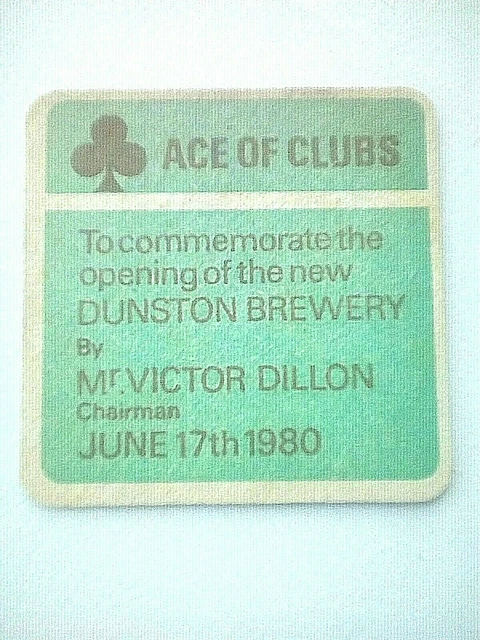 ACE OF CLUBS
To commemorate the
opening of the new
DUNSTON BREWERY
By
Mr. VICTOR DILLON
Chairman
JUNE 17th 1980